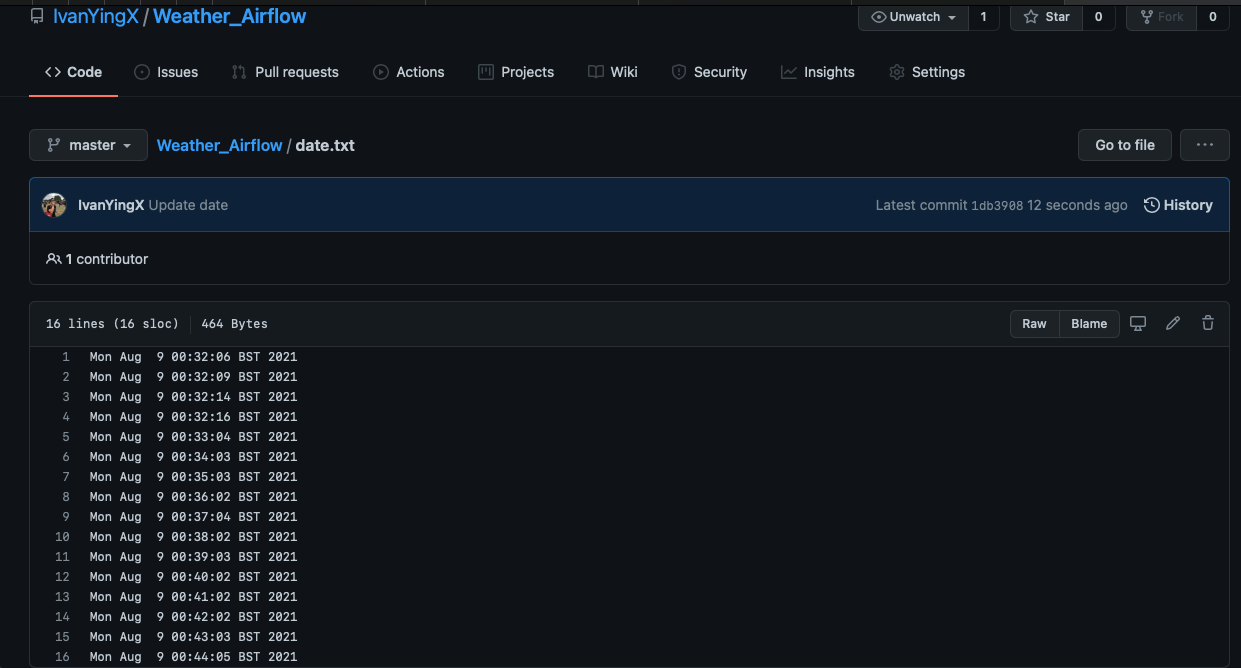 IvanYingX / Weather_Airflow
Unwatch 1 Star 0 Fork 0
Code Issues Pull requests Actions Projects Wiki Security Insights Settings
master Weather_Airflow / date.txt Go to file ...
IvanYingX Update date Latest commit 1db3908 12 seconds ago History
1 contributor
16 lines (16 sloc) 464 Bytes Raw Blame
1 Mon Aug  9 00:32:06 BST 2021
2 Mon Aug  9 00:32:09 BST 2021
3 Mon Aug  9 00:32:14 BST 2021
4 Mon Aug  9 00:32:16 BST 2021
5 Mon Aug  9 00:33:04 BST 2021
6 Mon Aug  9 00:34:03 BST 2021
7 Mon Aug  9 00:35:03 BST 2021
8 Mon Aug  9 00:36:02 BST 2021
9 Mon Aug  9 00:37:04 BST 2021
10 Mon Aug  9 00:38:02 BST 2021
11 Mon Aug  9 00:39:03 BST 2021
12 Mon Aug  9 00:40:02 BST 2021
13 Mon Aug  9 00:41:02 BST 2021
14 Mon Aug  9 00:42:02 BST 2021
15 Mon Aug  9 00:43:03 BST 2021
16 Mon Aug  9 00:44:05 BST 2021